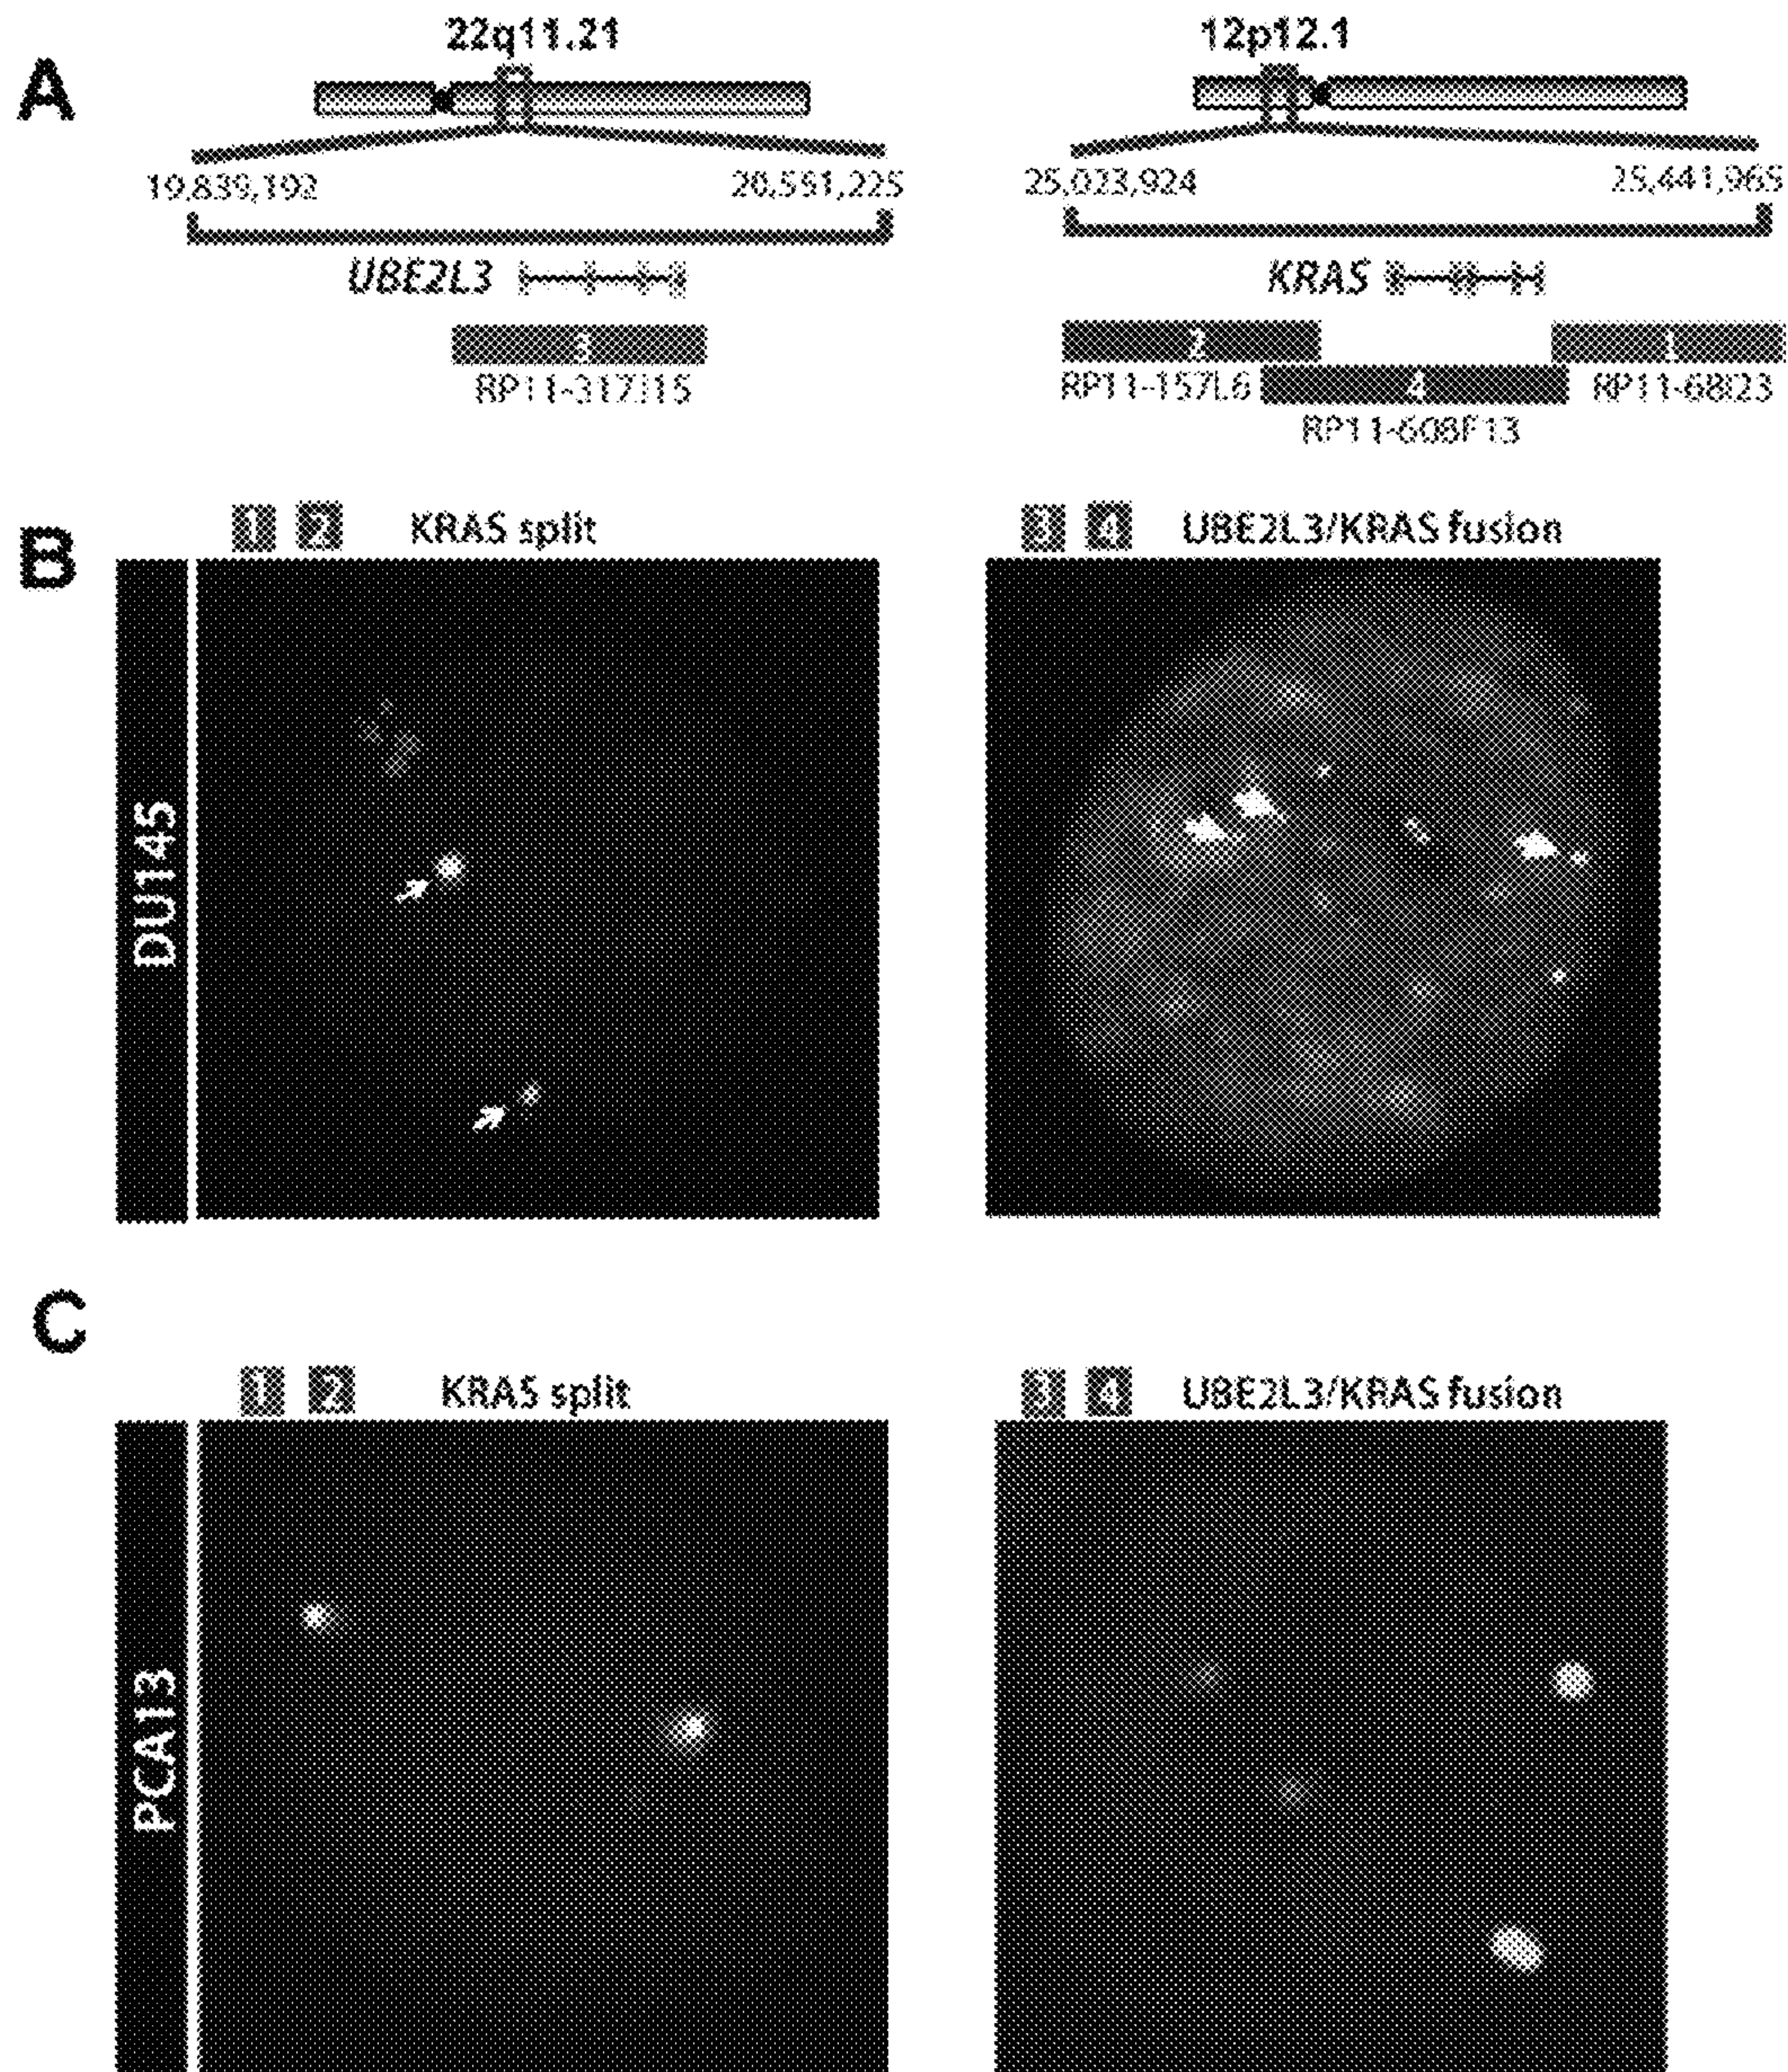 A
22q11.21
12p12.1
19,839,192
20,551,225
25,023,924
25,441,965
UBE2L3
KRAS
3
2
1
RP11-317J15
RP11-157L6
4
RP11-68I23
RP11-608F13
B
1 2 KRAS split
3 4 UBE2L3/KRAS fusion
DU145
C
1 2 KRAS split
3 4 UBE2L3/KRAS fusion
PCA13